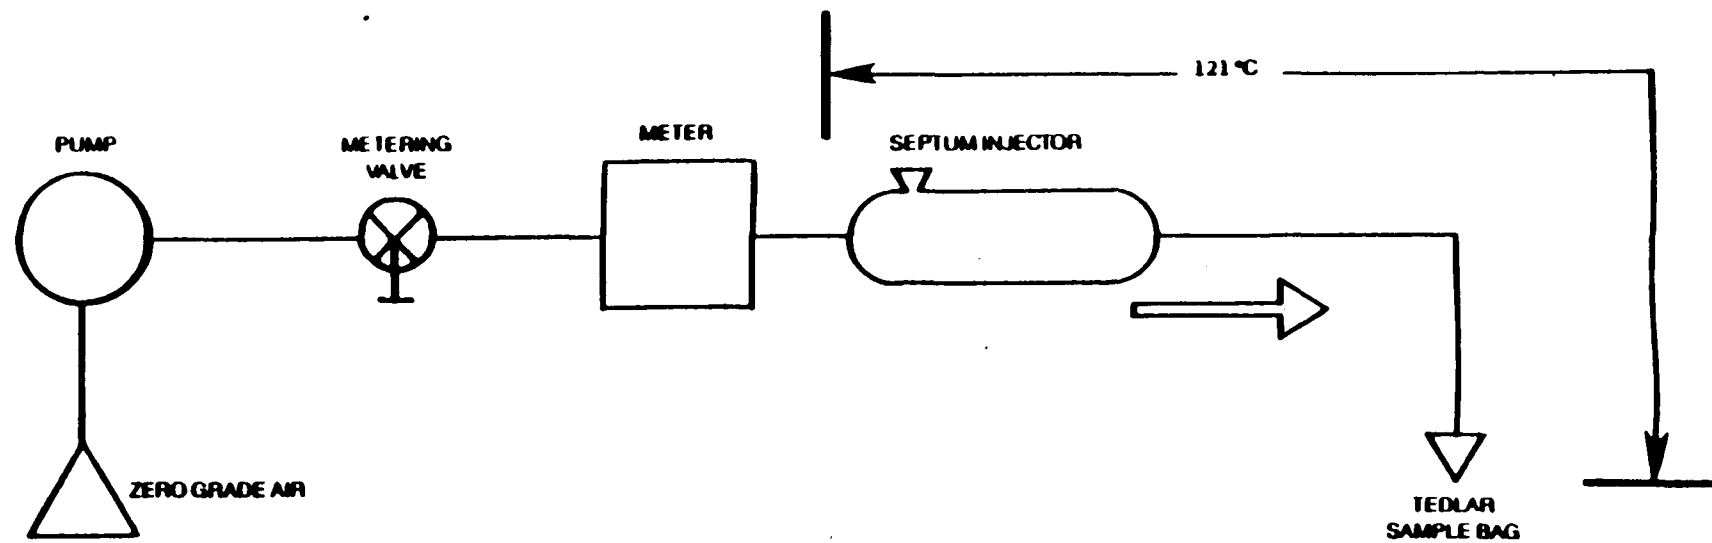 121 °C
PUMP
METERING
VALVE
METER
SEPTUM INJECTOR
ZERO GRADE AIR
TEDLAR
SAMPLE BAG